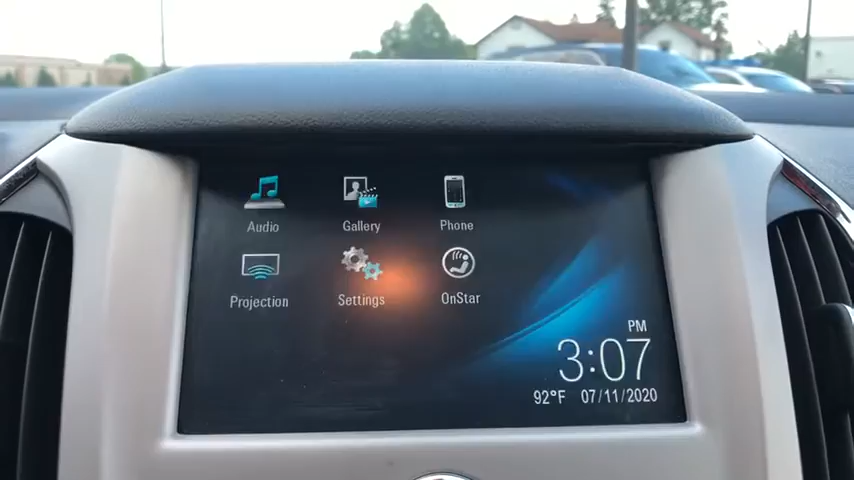 Audio
Gallery
Phone
Projection
Settings
OnStar
PM
3:07
92°F 07/11/2020